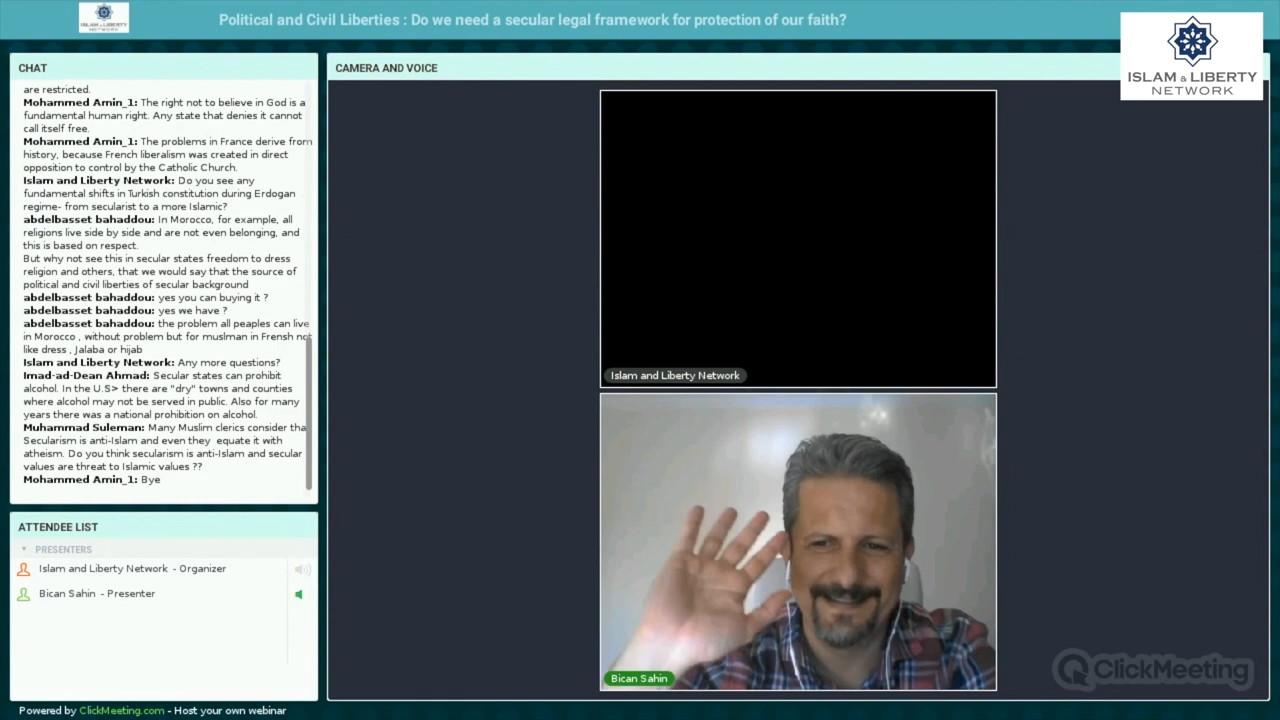 Political and Civil Liberties : Do we need a secular legal framework for protection of our faith?
ISLAM & LIBERTY
NETWORK
ISLAM & LIBERTY
NETWORK
CHAT
are restricted.
Mohammed Amin_1: The right not to believe in God is a
fundamental human right. Any state that denies it cannot
call itself free.
Mohammed Amin_1: The problems in France derive from
history, because French liberalism was created in direct
opposition to control by the Catholic Church.
Islam and Liberty Network: Do you see any
fundamental shifts in Turkish constitution during Erdogan
regime- from secularist to a more Islamic?
abdelbasset bahaddou: In Morocco, for example, all
religions live side by side and are not even belonging, and
this is based on respect.
But why not see this in secular states freedom to dress
religion and others, that we would say that the source of
political and civil liberties of secular background
abdelbasset bahaddou: yes you can buying it ?
abdelbasset bahaddou: yes we have ?
abdelbasset bahaddou: the problem all peaples can live
in Morocco , without problem but for muslman in Frensh not
like dress , Jalaba or hijab
Islam and Liberty Network: Any more questions?
Imad-ad-Dean Ahmad: Secular states can prohibit
alcohol. In the U.S> there are "dry" towns and counties
where alcohol may not be served in public. Also for many
years there was a national prohibition on alcohol.
Muhammad Suleman: Many Muslim clerics consider tha
Secularism is anti-Islam and even they equate it with
atheism. Do you think secularism is anti-Islam and secular
values are threat to Islamic values ??
Mohammed Amin_1: Bye
ATTENDEE LIST
PRESENTERS
Islam and Liberty Network - Organizer
Bican Sahin - Presenter
CAMERA AND VOICE
Islam and Liberty Network
Bican Sahin
ClickMeeting
Powered by ClickMeeting.com - Host your own webinar